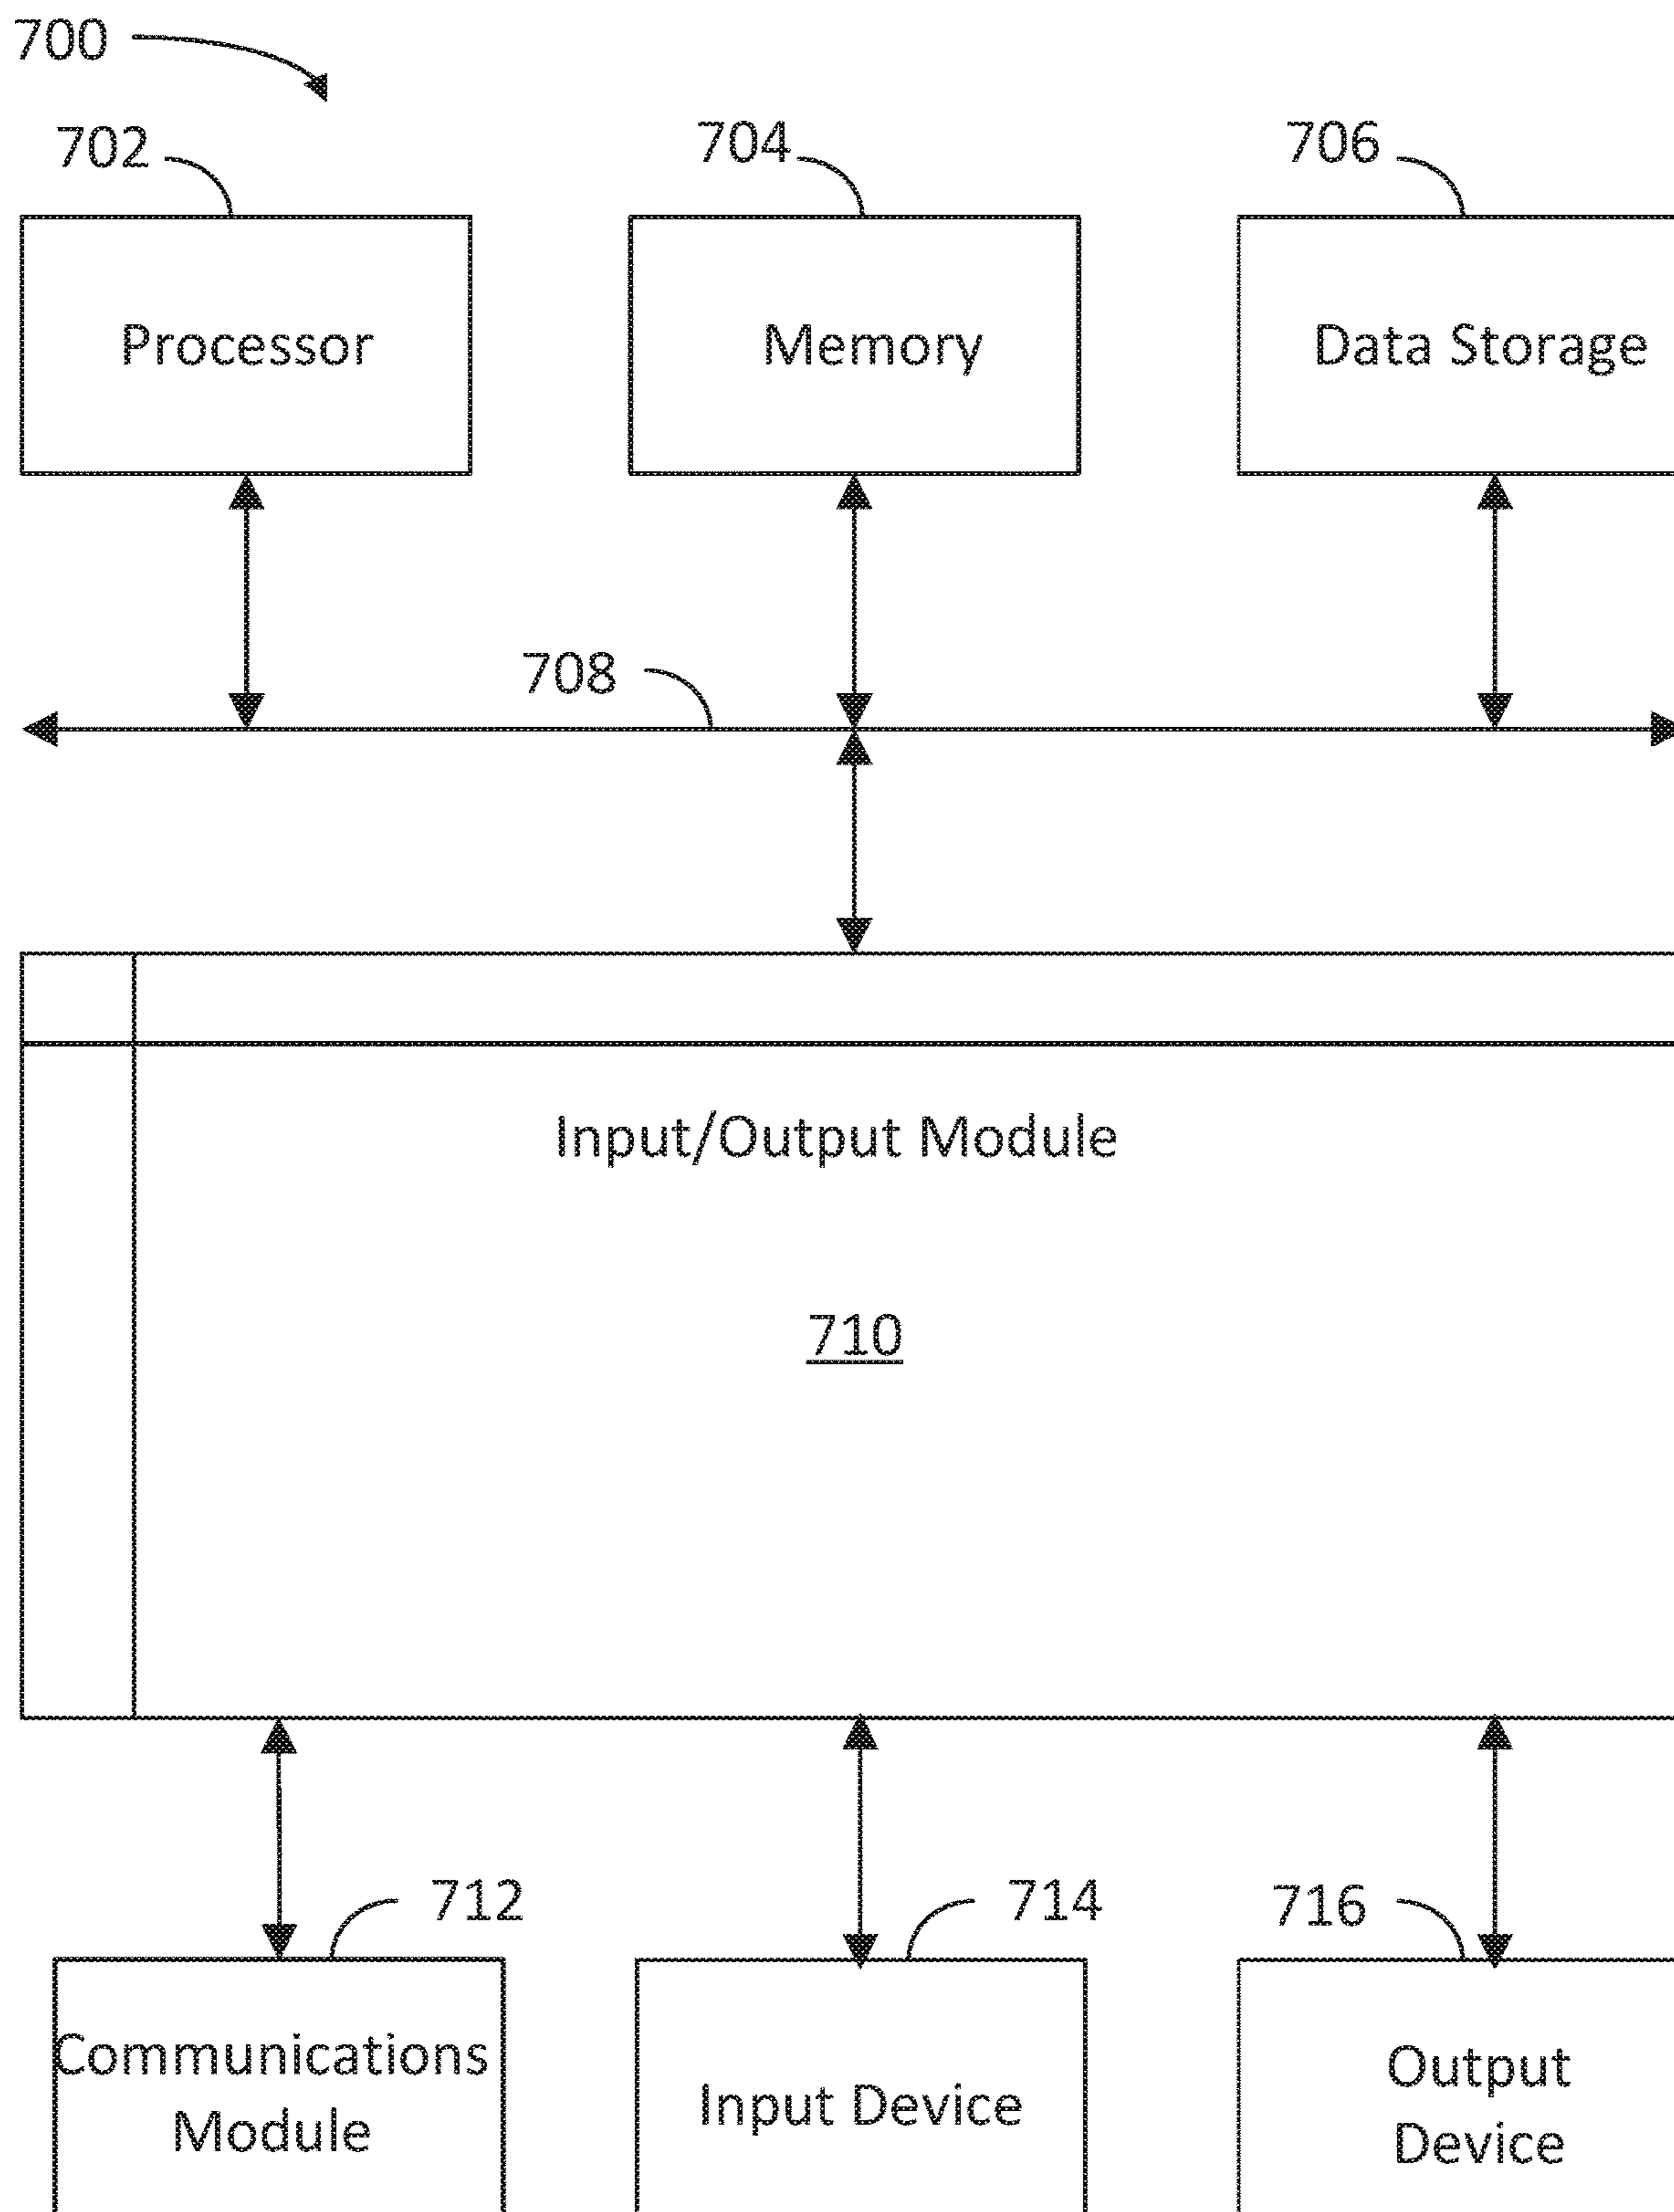 700
702
704
706
Processor
Memory
Data Storage
708
Input/Output Module
710
712
714
716
Communications
Module
Input Device
Output
Device